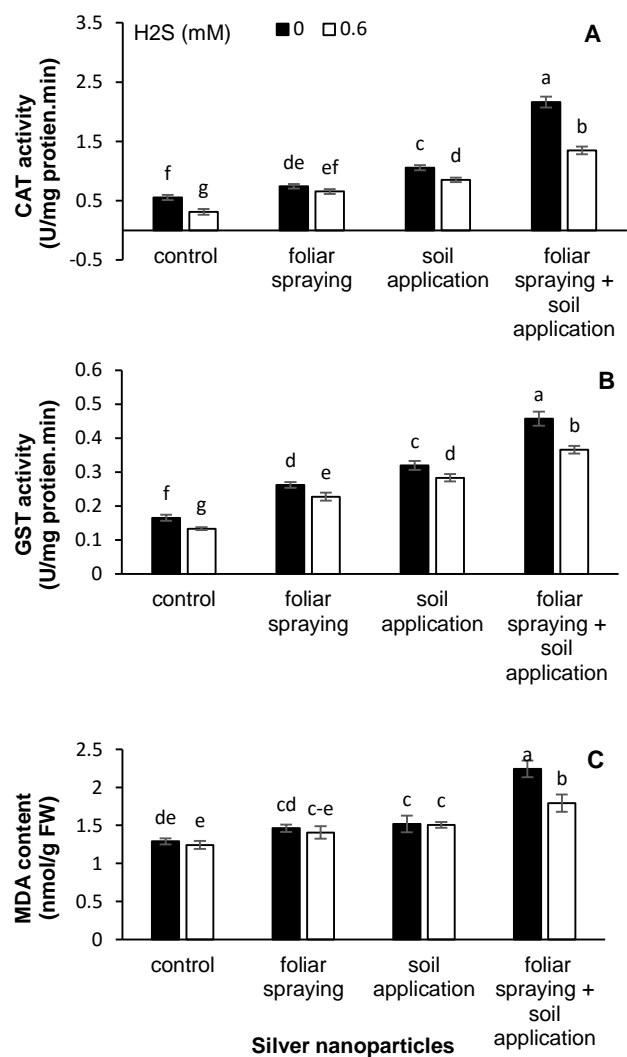 H2S (mM) 0 0.6
A
CAT activity
(U/mg protien.min)
3.5
2.5
1.5
0.5
-0.5
f g de ef c d a b
control foliar soil foliar
spraying application spraying +
soil
application
B
GST activity
(U/mg protien.min)
0.6
0.5
0.4
0.3
0.2
0.1
0
f g d e c d a b
control foliar soil foliar
spraying application spraying +
soil
application
C
MDA content
(nmol/g FW)
2.5
2
1.5
1
0.5
0
de e cd c-e c c a b
control foliar soil foliar
spraying application spraying +
soil
application
Silver nanoparticles